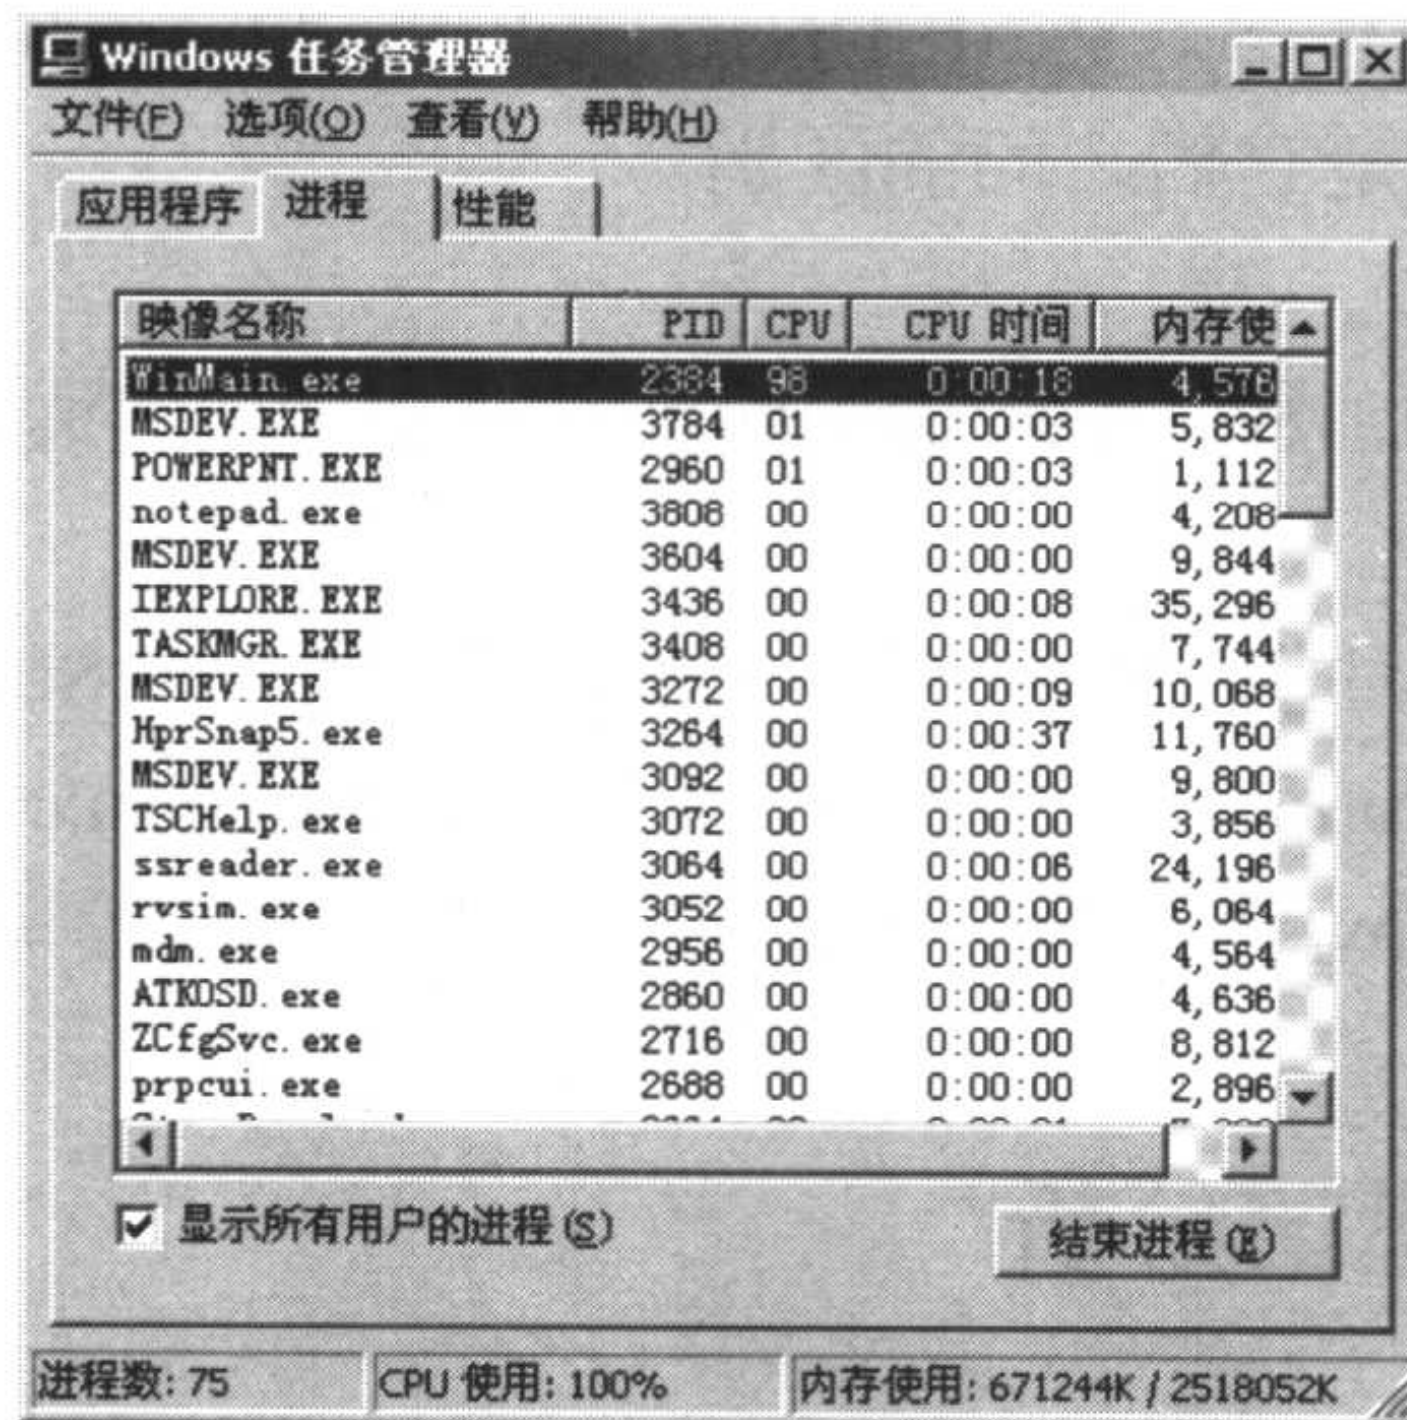 Windows 任务管理器
文件(F) 选项(O) 查看(V) 帮助(H)
应用程序 进程 性能
映像名称 PID CPU CPU 时间 内存使
WinMain.exe 2384 98 0:00:18 4,576
MSDEV.EXE 3784 01 0:00:03 5,832
POWERPNT.EXE 2960 01 0:00:03 1,112
notepad.exe 3808 00 0:00:00 4,208
MSDEV.EXE 3604 00 0:00:00 9,844
IEXPLORE.EXE 3436 00 0:00:08 35,296
TASKMGR.EXE 3408 00 0:00:00 7,744
MSDEV.EXE 3272 00 0:00:09 10,068
HprSnap5.exe 3264 00 0:00:37 11,760
MSDEV.EXE 3092 00 0:00:00 9,800
TSCHelp.exe 3072 00 0:00:00 3,856
ssreader.exe 3064 00 0:00:06 24,196
rvsim.exe 3052 00 0:00:00 6,064
mdm.exe 2956 00 0:00:00 4,564
ATKOSD.exe 2860 00 0:00:00 4,636
ZCfgSvc.exe 2716 00 0:00:00 8,812
prpcui.exe 2688 00 0:00:00 2,896
显示所有用户的进程(S)
结束进程(E)
进程数: 75 CPU 使用: 100% 内存使用: 671244K / 2518052K